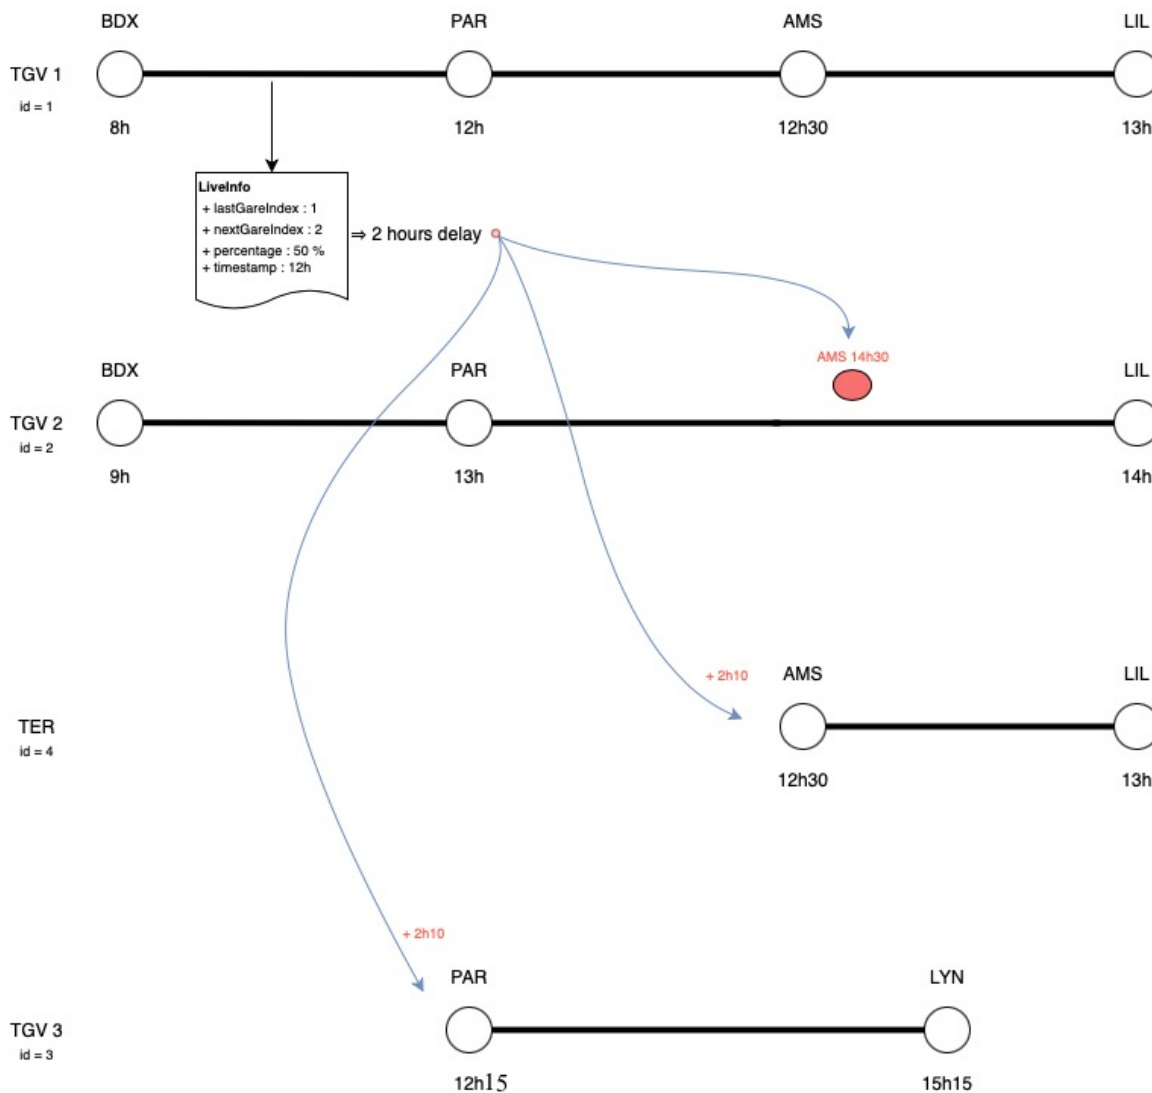 BDX PAR AMS LIL
TGV 1
id = 1
8h 12h 12h30 13h
LiveInfo
+ lastGareIndex : 1
+ nextGareIndex : 2
+ percentage : 50 %
+ timestamp : 12h
⇒ 2 hours delay
AMS 14h30
BDX PAR LIL
TGV 2
id = 2
9h 13h 14h
+ 2h10
AMS LIL
TER
id = 4
12h30 13h
+ 2h10
PAR LYN
TGV 3
id = 3
12h15 15h15